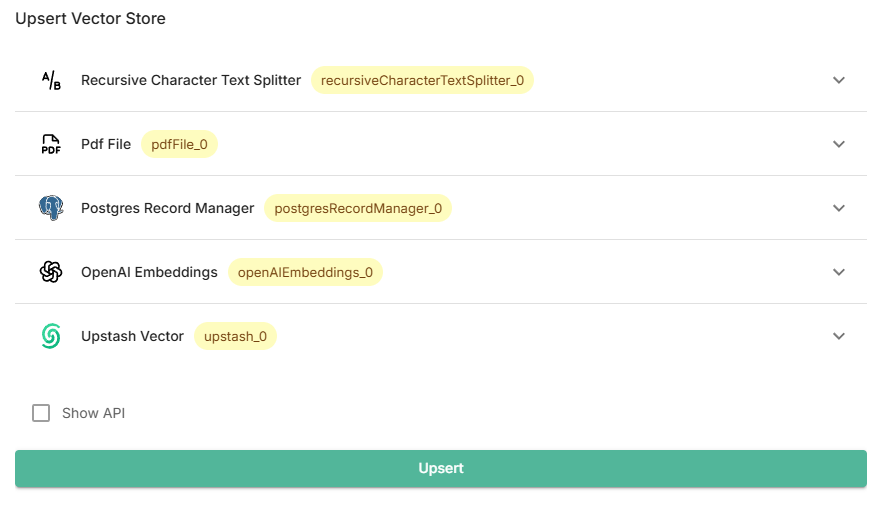 Upsert Vector Store
A/B Recursive Character Text Splitter recursiveCharacterTextSplitter_0
PDF Pdf File pdfFile_0
Postgres Record Manager postgresRecordManager_0
OpenAI Embeddings openAIEmbeddings_0
Upstash Vector upstash_0
Show API
Upsert